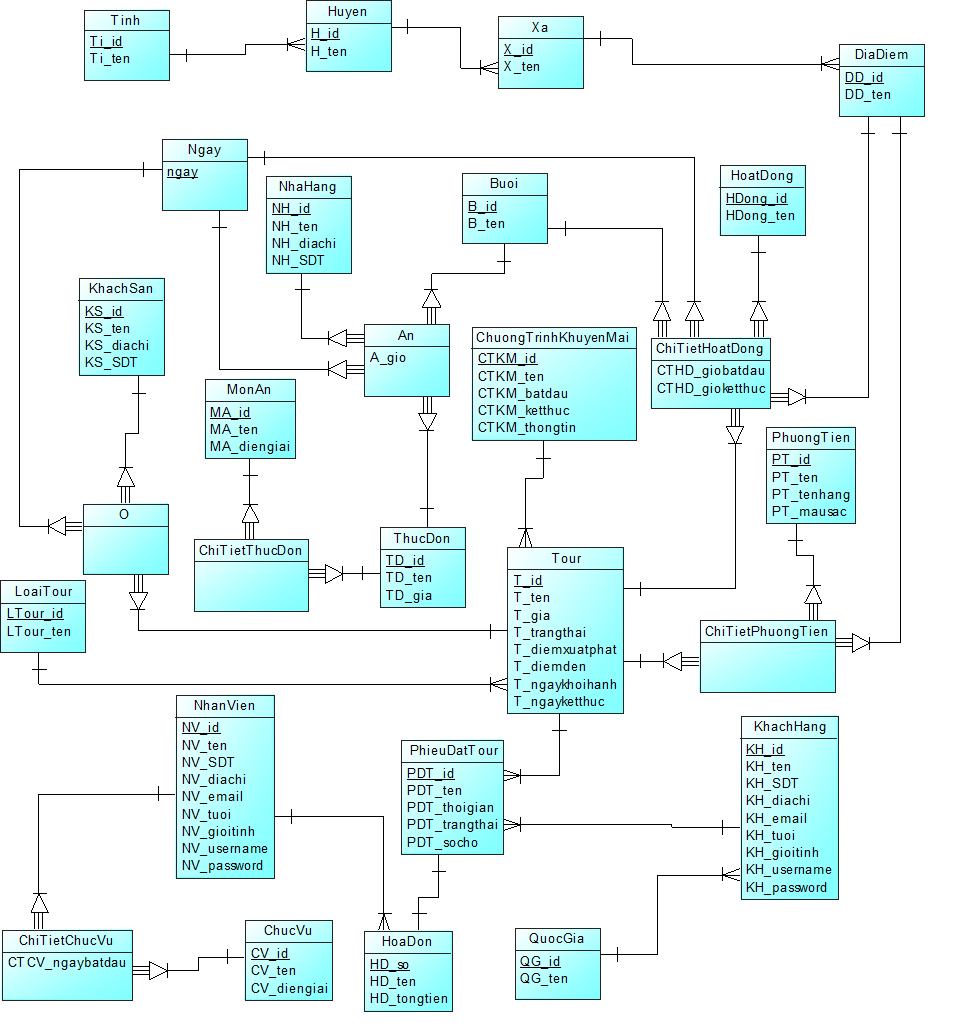 Tinh
Ti_id
Ti_ten
Huyen
H_id
H_ten
Xa
X_id
X_ten
DiaDiem
DD_id
DD_ten
Ngay
ngay
NhaHang
NH_id
NH_ten
NH_diachi
NH_SDT
Buoi
B_id
B_ten
HoatDong
HDong_id
HDong_ten
KhachSan
KS_id
KS_ten
KS_diachi
KS_SDT
An
A_gio
ChuongTrinhKhuyenMai
CTKM_id
CTKM_ten
CTKM_batdau
CTKM_ketthuc
CTKM_thongtin
ChiTietHoatDong
CTHD_giobatdau
CTHD_gioketthuc
MonAn
MA_id
MA_ten
MA_diengiai
PhuongTien
PT_id
PT_ten
PT_tenhang
PT_mausac
O
ChiTietThucDon
ThucDon
TD_id
TD_ten
TD_gia
Tour
T_id
T_ten
T_gia
T_trangthai
T_diemxuatphat
T_diemden
T_ngaykhoihanh
T_ngayketthuc
LoaiTour
LTour_id
LTour_ten
ChiTietPhuongTien
NhanVien
NV_id
NV_ten
NV_SDT
NV_diachi
NV_email
NV_tuoi
NV_gioitinh
NV_username
NV_password
PhieuDatTour
PDT_id
PDT_ten
PDT_thoigian
PDT_trangthai
PDT_socho
KhachHang
KH_id
KH_ten
KH_SDT
KH_diachi
KH_email
KH_tuoi
KH_gioitinh
KH_username
KH_password
ChiTietChucVu
CTCV_ngaybatdau
ChucVu
CV_id
CV_ten
CV_diengiai
HoaDon
HD_so
HD_ten
HD_tongtien
QuocGia
QG_id
QG_ten